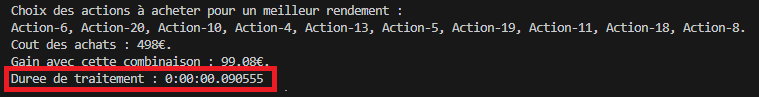 Choix des actions à acheter pour un meilleur rendement :
Action-6, Action-20, Action-10, Action-4, Action-13, Action-5, Action-19, Action-11, Action-18, Action-8.
Cout des achats : 498€.
Gain avec cette combinaison : 99.08€.
Duree de traitement : 0:00:00.090555